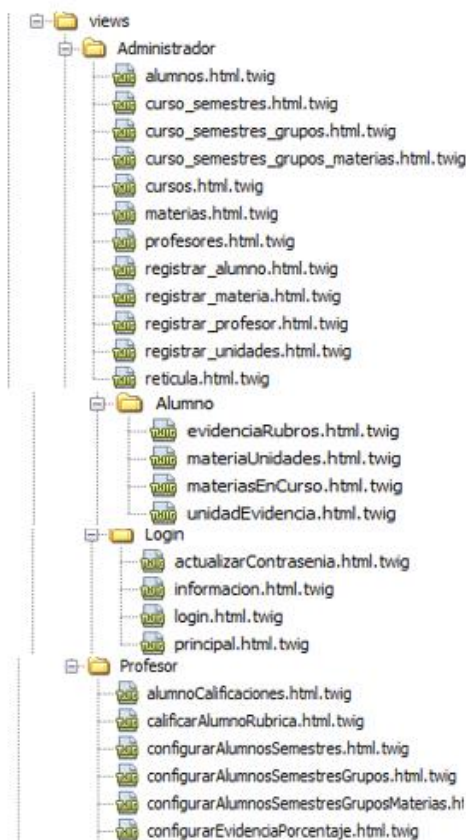 views
Administrador
alumnos.html.twig
curso_semestres.html.twig
curso_semestres_grupos.html.twig
curso_semestres_grupos_materias.html.twig
cursos.html.twig
materias.html.twig
profesores.html.twig
registrar_alumno.html.twig
registrar_materia.html.twig
registrar_profesor.html.twig
registrar_unidades.html.twig
reticula.html.twig
Alumno
evidenciaRubros.html.twig
materiaUnidades.html.twig
materiasEnCurso.html.twig
unidadEvidencia.html.twig
Login
actualizarContrasenia.html.twig
informacion.html.twig
login.html.twig
principal.html.twig
Profesor
alumnoCalificaciones.html.twig
calificarAlumnoRubrica.html.twig
configurarAlumnosSemestres.html.twig
configurarAlumnosSemestresGrupos.html.twig
configurarAlumnosSemestresGruposMaterias.ht
configurarEvidenciaPorcentaje.html.twig